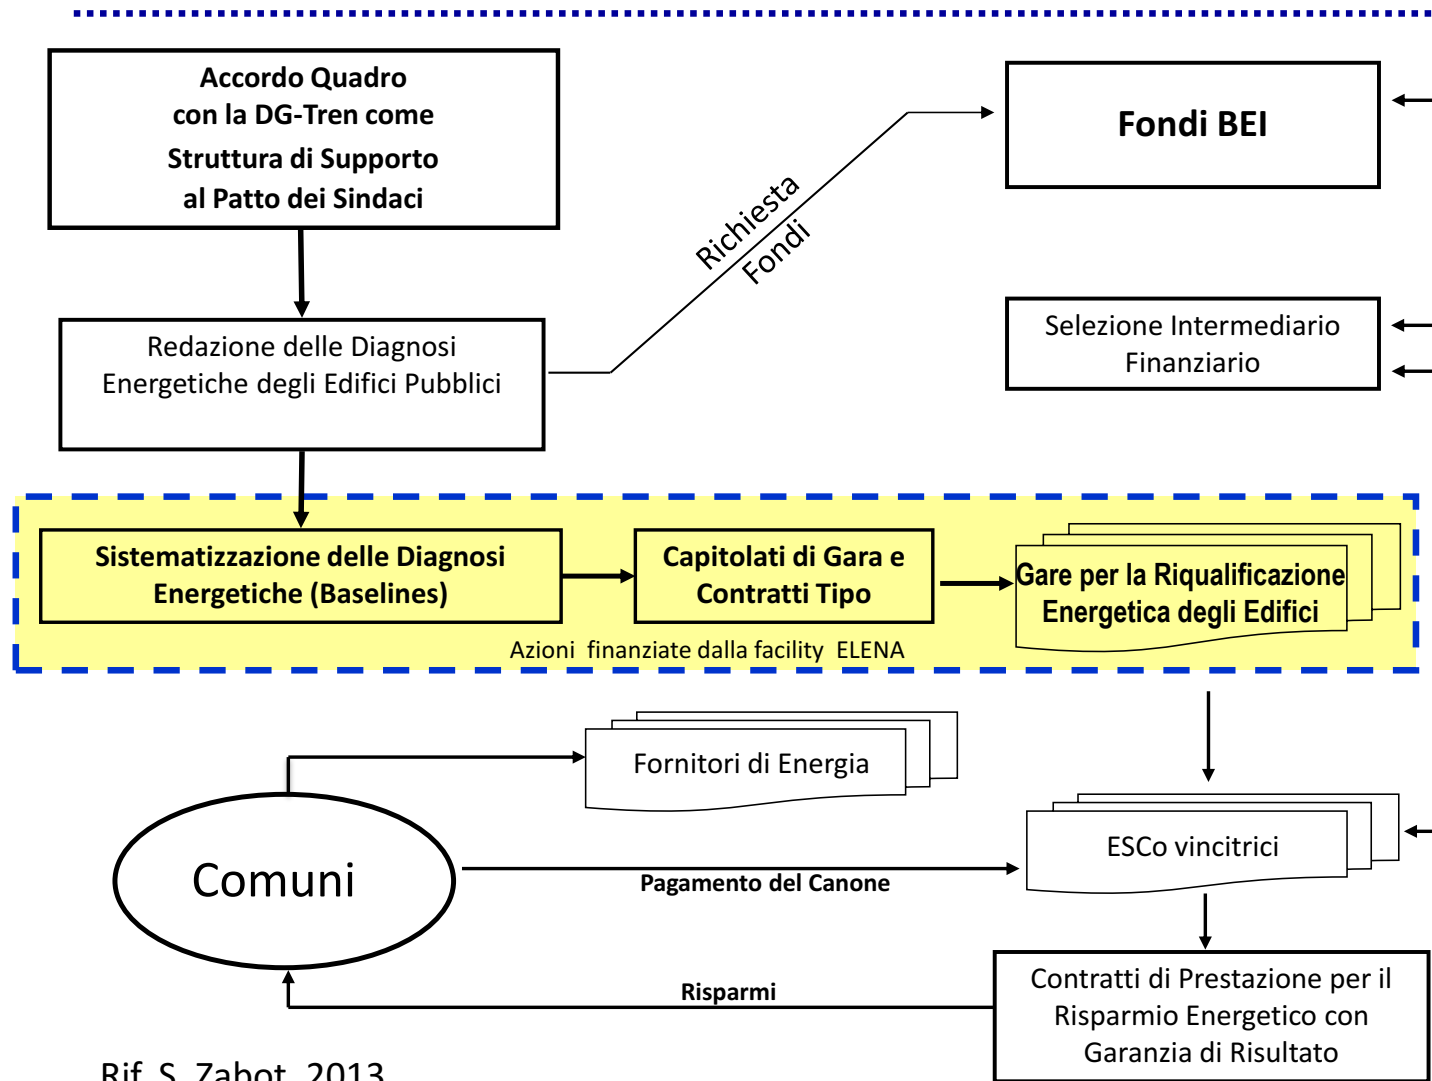 Accordo Quadro
con la DG-Tren come
Struttura di Supporto
al Patto dei Sindaci
Fondi BEI
Richiesta
Fondi
Selezione Intermediario
Finanziario
Redazione delle Diagnosi
Energetiche degli Edifici Pubblici
Sistematizzazione delle Diagnosi
Energetiche (Baselines)
Capitolati di Gara e
Contratti Tipo
Gare per la Riqualificazione
Energetica degli Edifici
Azioni finanziate dalla facility ELENA
Fornitori di Energia
Comuni
Pagamento del Canone
ESCo vincitrici
Risparmi
Contratti di Prestazione per il
Risparmio Energetico con
Garanzia di Risultato
Rif. S. Zabot, 2013